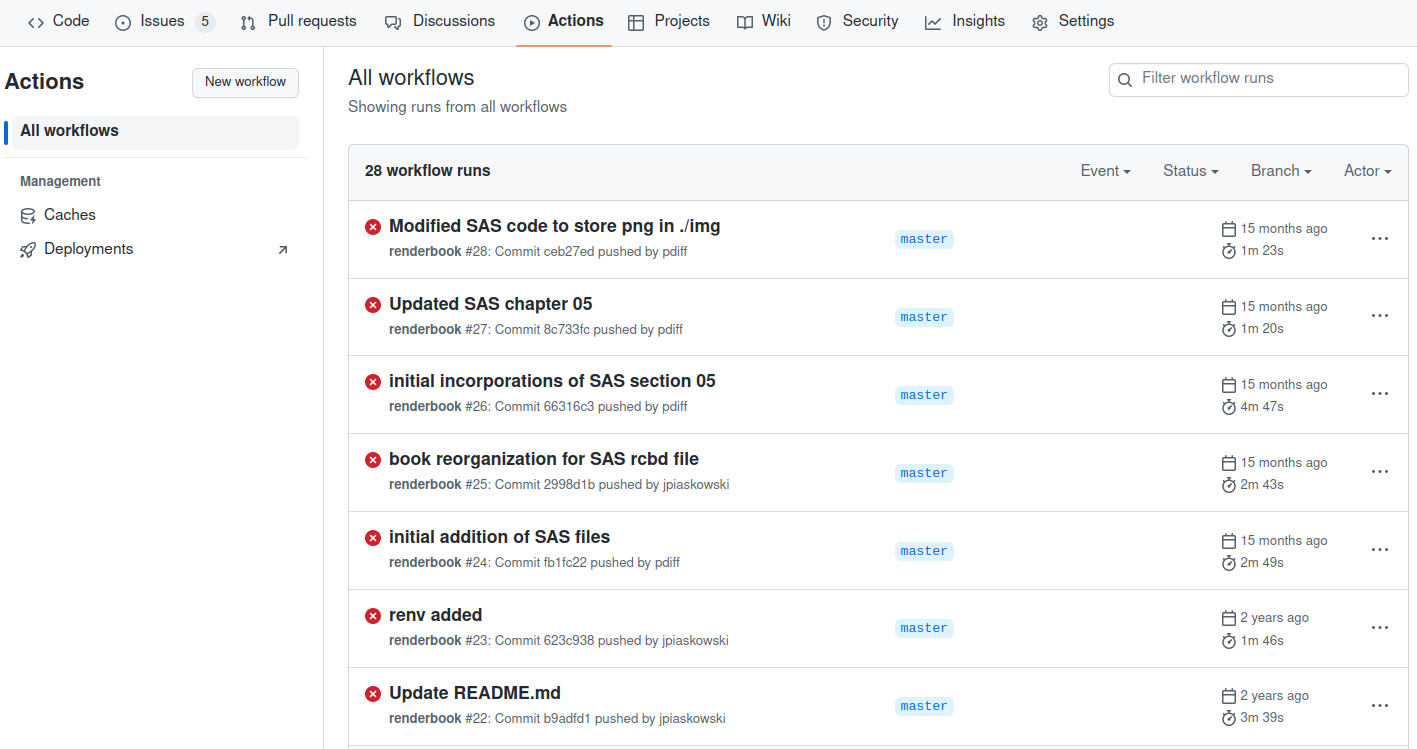 Code Issues 5 Pull requests Discussions Actions Projects Wiki Security Insights Settings
Actions
New workflow
All workflows
Management
Caches
Deployments
All workflows
Showing runs from all workflows
Filter workflow runs
28 workflow runs
Event Status Branch Actor
Modified SAS code to store png in ./img
renderbook #28: Commit ceb27ed pushed by pdiff
master
15 months ago
1m 23s
Updated SAS chapter 05
renderbook #27: Commit 8c733fc pushed by pdiff
master
15 months ago
1m 20s
initial incorporations of SAS section 05
renderbook #26: Commit 66316c3 pushed by pdiff
master
15 months ago
4m 47s
book reorganization for SAS rcbd file
renderbook #25: Commit 2998d1b pushed by jpiaskowski
master
15 months ago
2m 43s
initial addition of SAS files
renderbook #24: Commit fb1fc22 pushed by pdiff
master
15 months ago
2m 49s
renv added
renderbook #23: Commit 623c938 pushed by jpiaskowski
master
2 years ago
1m 46s
Update README.md
renderbook #22: Commit b9adfd1 pushed by jpiaskowski
master
2 years ago
3m 39s